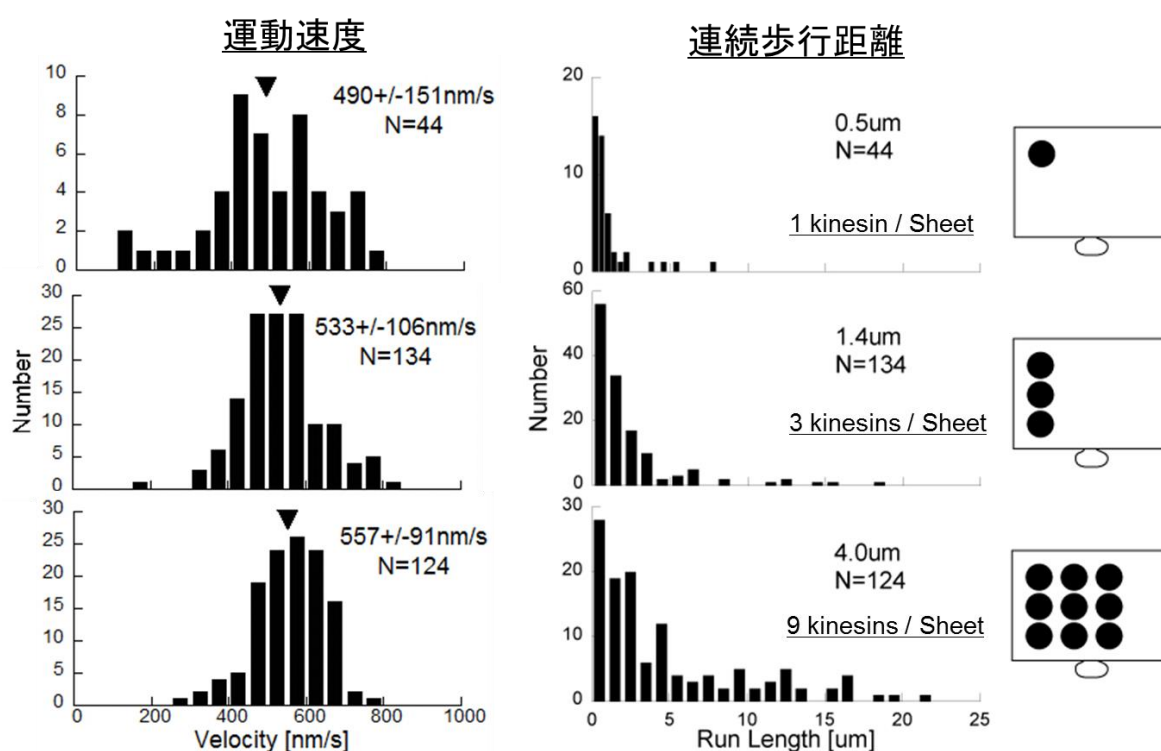 運動速度
連続歩行距離
10
8
6
4
2
0
490+/-151nm/s
N=44
20
10
0
0.5um
N=44
1 kinesin / Sheet
Number
30
25
20
15
10
5
0
533+/-106nm/s
N=134
Number
60
40
20
0
1.4um
N=134
3 kinesins / Sheet
30
25
20
15
10
5
0
557+/-91nm/s
N=124
30
20
10
0
4.0um
N=124
9 kinesins / Sheet
0 200 400 600 800 1000
Velocity [nm/s]
0 5 10 15 20 25
Run Length [um]